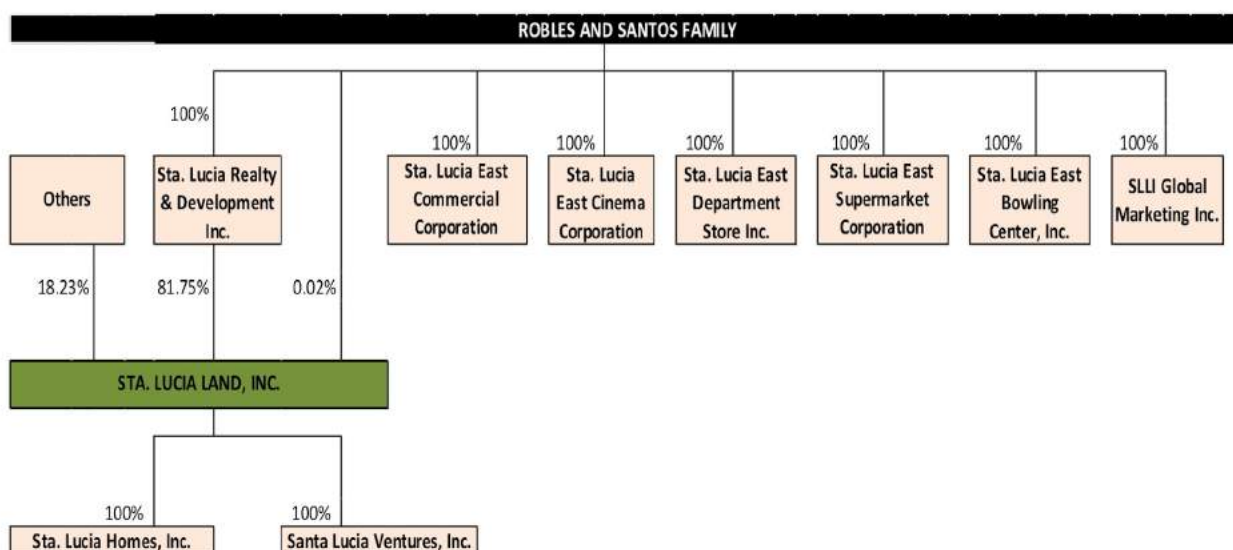 ROBLES AND SANTOS FAMILY
100%
100%
100%
100%
100%
100%
100%
Others
Sta. Lucia Realty
& Development
Inc.
Sta. Lucia East
Commercial
Corporation
Sta. Lucia
East Cinema
Corporation
Sta. Lucia East
Department
Store Inc.
Sta. Lucia East
Supermarket
Corporation
Sta. Lucia East
Bowling
Center, Inc.
SLLI Global
Marketing Inc.
18.23%
81.75%
0.02%
STA. LUCIA LAND, INC.
100%
100%
Sta. Lucia Homes, Inc.
Santa Lucia Ventures, Inc.